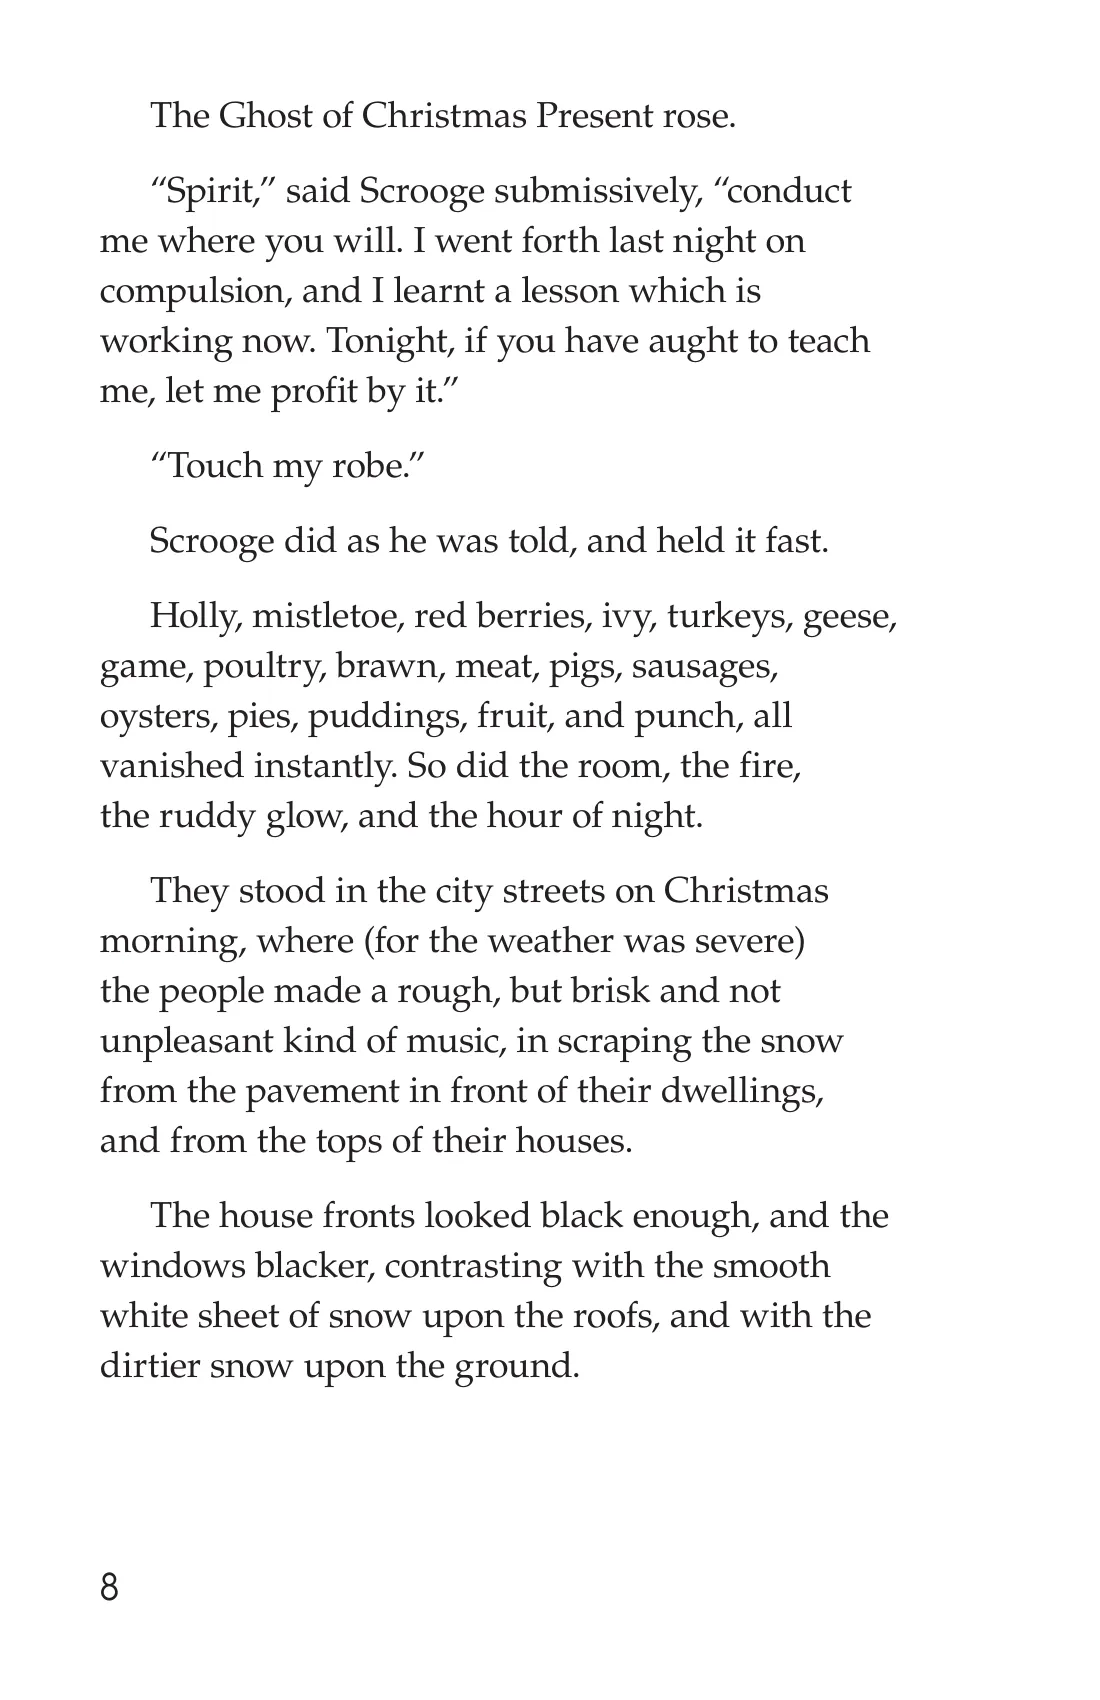 The Ghost of Christmas Present rose.
“Spirit,” said Scrooge submissively, “conduct
me where you will. I went forth last night on
compulsion, and I learnt a lesson which is
working now. Tonight, if you have aught to teach
me, let me profit by it.”
“Touch my robe.”
Scrooge did as he was told, and held it fast.
Holly, mistletoe, red berries, ivy, turkeys, geese,
game, poultry, brawn, meat, pigs, sausages,
oysters, pies, puddings, fruit, and punch, all
vanished instantly. So did the room, the fire,
the ruddy glow, and the hour of night.
They stood in the city streets on Christmas
morning, where (for the weather was severe)
the people made a rough, but brisk and not
unpleasant kind of music, in scraping the snow
from the pavement in front of their dwellings,
and from the tops of their houses.
The house fronts looked black enough, and the
windows blacker, contrasting with the smooth
white sheet of snow upon the roofs, and with the
dirtier snow upon the ground.
8